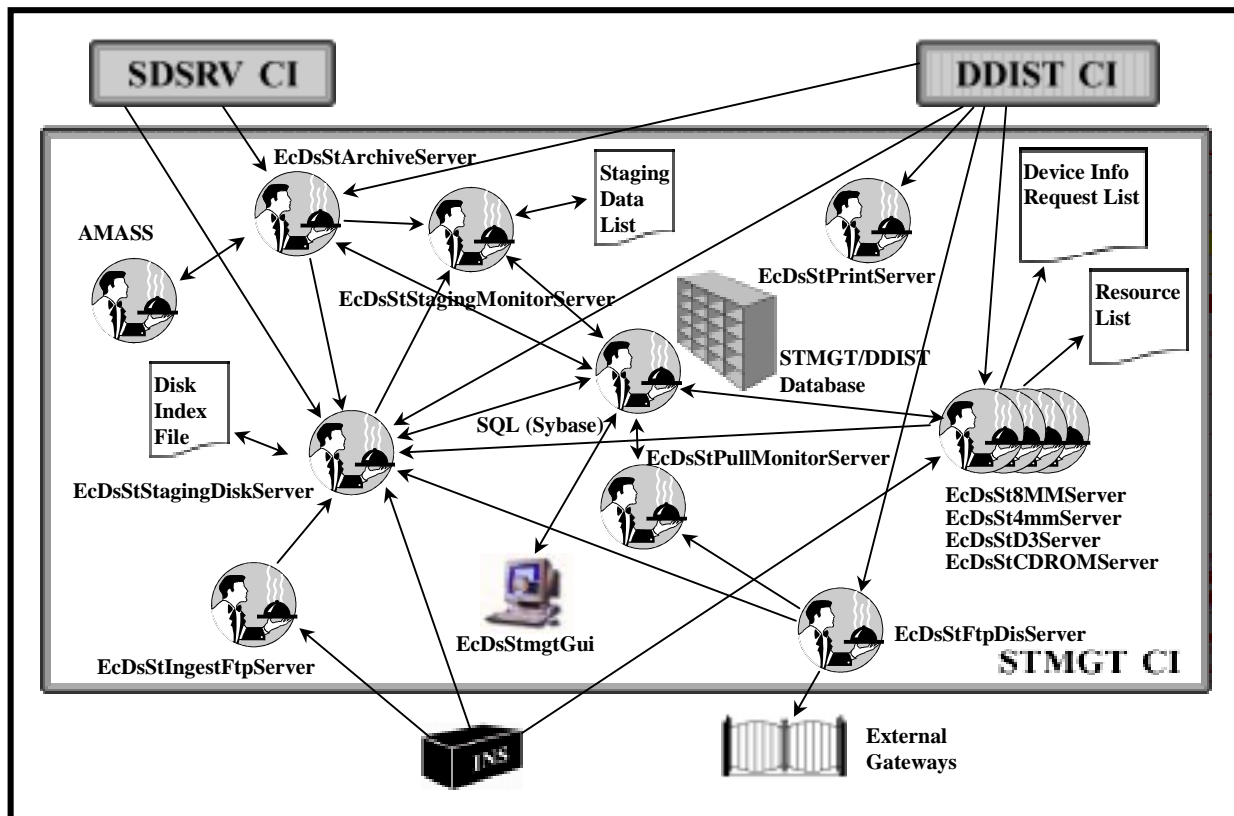 SDSRV CI
DDIST CI
EcDsStArchiveServer
Staging
Data
List
Device Info
Request List
AMASS
EcDsStStagingMonitorServer
EcDsStPrintServer
Resource
List
STMGT/DDIST
Database
Disk
Index
File
SQL (Sybase)
EcDsStStagingDiskServer
EcDsStPullMonitorServer
EcDsSt8MMServer
EcDsSt4mmServer
EcDsStD3Server
EcDsStCDROMServer
EcDsStmgtGui
EcDsStIngestFtpServer
EcDsStFtpDisServer
STMGT CI
INS
External
Gateways